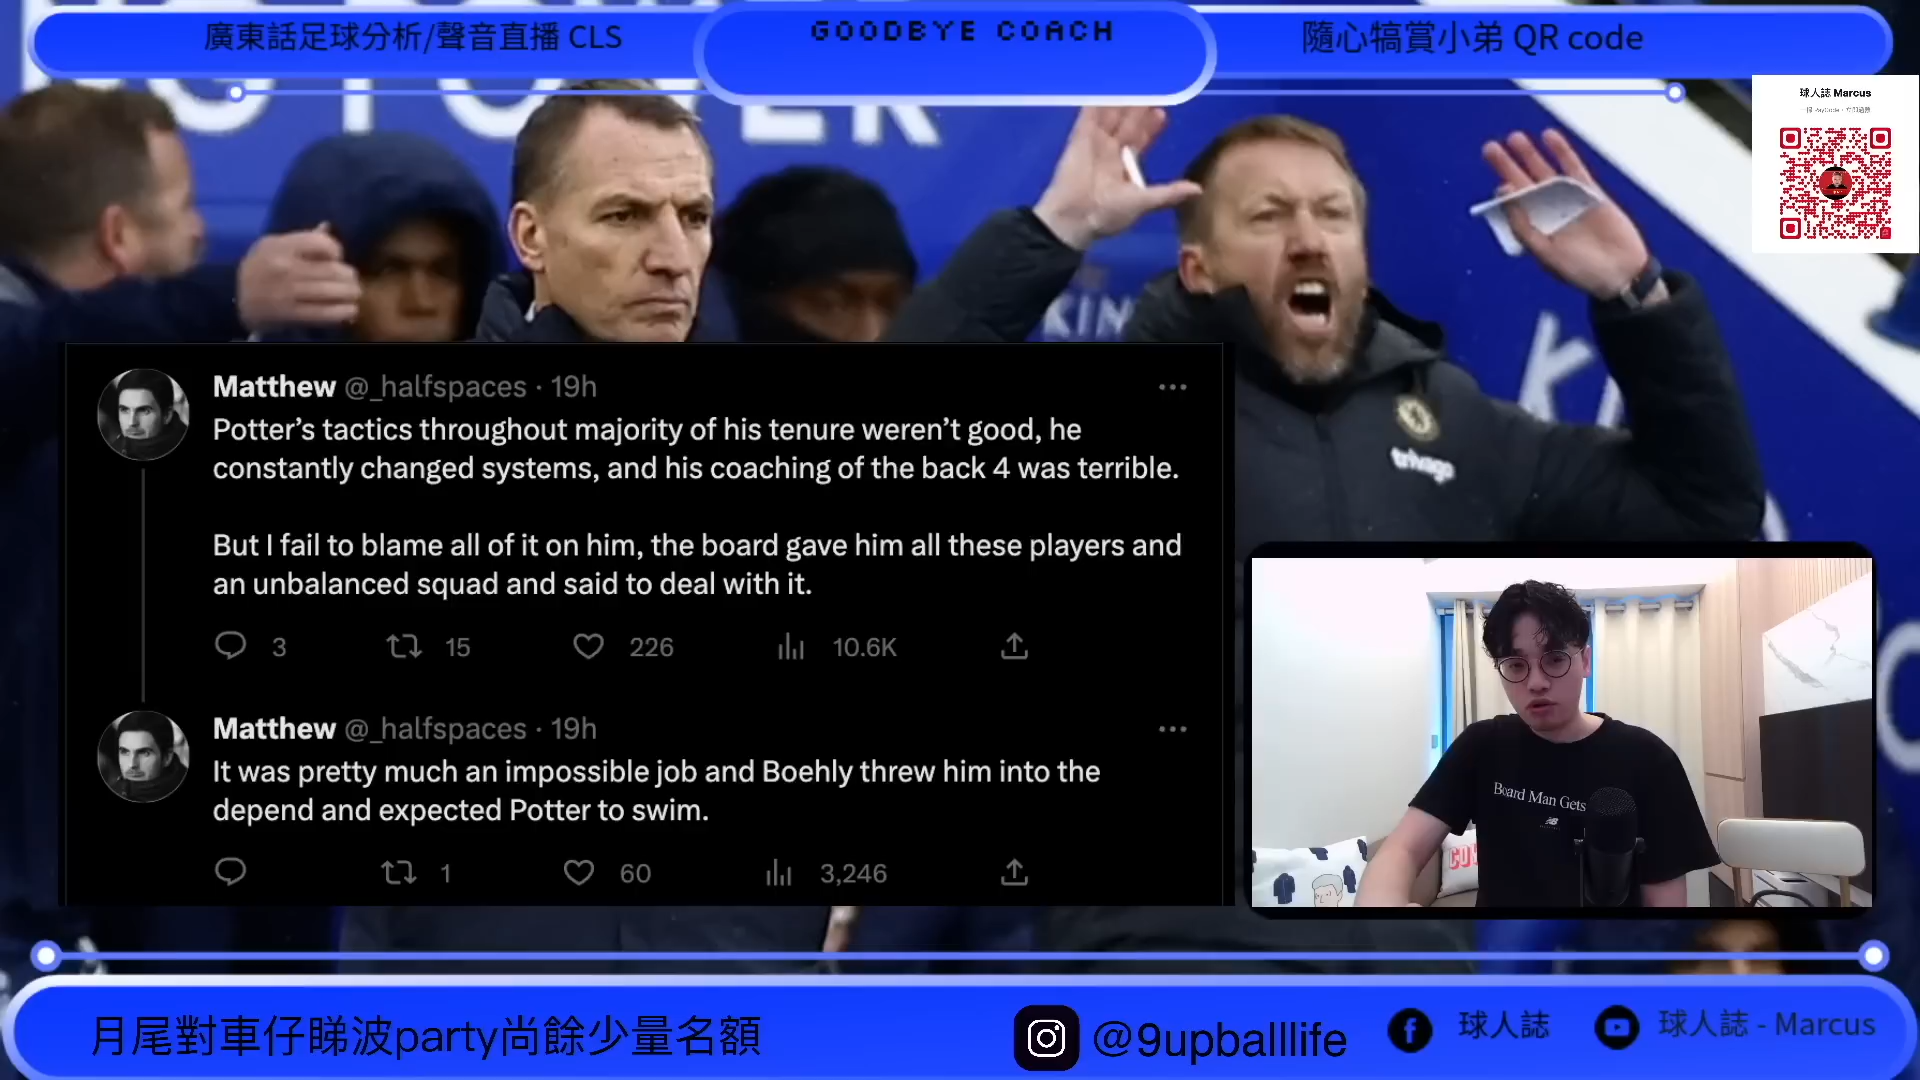 廣東話足球分析/聲音直播 CLS
GOODBYE COACH
隨心犒賞小弟 QR code
球人誌 Marcus
KIN
trivago
Matthew @_halfspaces · 19h
Potter’s tactics throughout majority of his tenure weren’t good, he
constantly changed systems, and his coaching of the back 4 was terrible.
But I fail to blame all of it on him, the board gave him all these players and
an unbalanced squad and said to deal with it.
3 15 226 10.6K
Matthew @_halfspaces · 19h
It was pretty much an impossible job and Boehly threw him into the
depend and expected Potter to swim.
1 60 3,246
Board Man Gets
月尾對車仔睇波party尚餘少量名額
@9upballlife
球人誌
球人誌 - Marcus